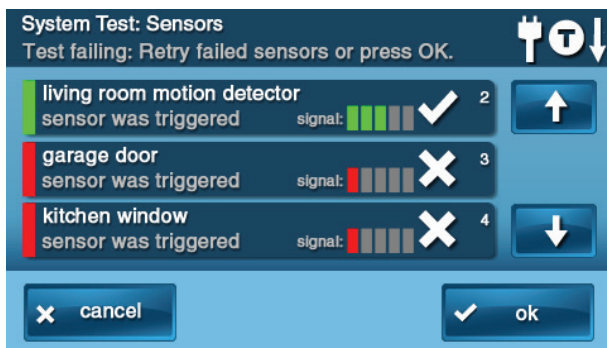 System Test: Sensors
Test failing: Retry failed sensors or press OK.
T
living room motion detector
2
sensor was triggered signal:
garage door
3
sensor was triggered signal:
kitchen window
4
sensor was triggered signal:
cancel
ok